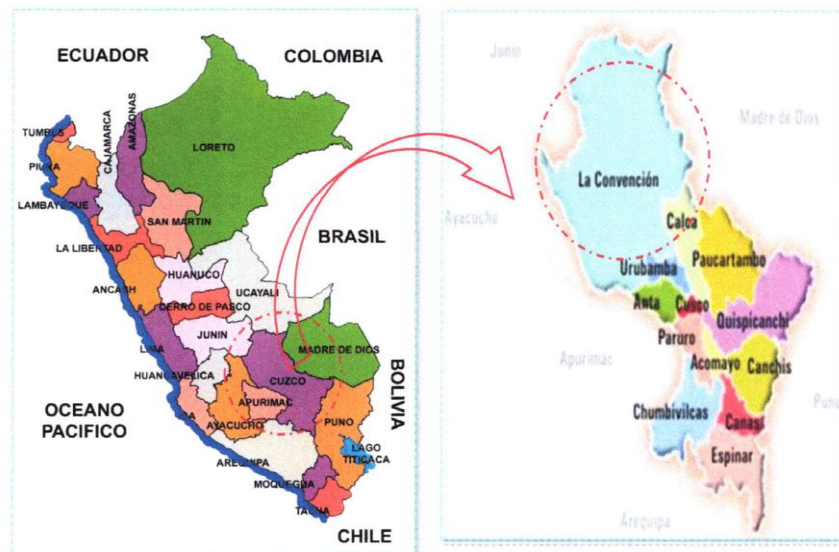 ECUADOR
COLOMBIA
TUMBES
PIURA
CAJAMARCA
AMAZONAS
LORETO
LAMBAYEQUE
SAN MARTIN
LA LIBERTAD
BRASIL
HUANUCO
ANCASH
UCAYALI
CERRO DE PASCO
JUNIN
LIMA
MADRE DE DIOS
HUANCAVELICA
CUZCO
BOLIVIA
OCEANO
PACIFICO
APURIMAC
AYACUCHO
PUNO
LAGO
TITICACA
AREQUIPA
MOQUEGUA
TACNA
CHILE
Junio
Madre de Dios
La Convención
Ayacucho
Calca
Paucartambo
Urubamba
Anta
Cusco
Quispicanchi
Paruro
Apurimac
Acomayo
Canchis
Chumbivilcas
Canas
Puno
Espinar
Arequipa